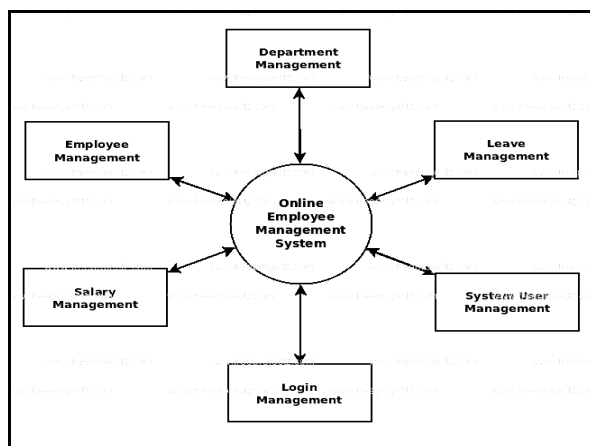 Department
Management
Employee
Management
Leave
Management
Online
Employee
Management
System
Salary
Management
System User
Management
Login
Management